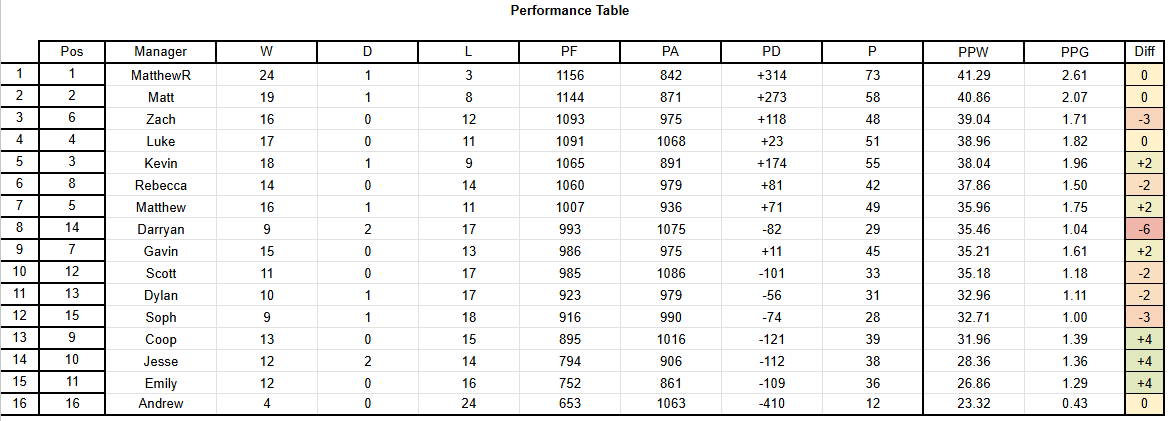 Performance Table
Pos Manager W D L PF PA PD P PPW PPG Diff
1 1 MatthewR 24 1 3 1156 842 +314 73 41.29 2.61 0
2 2 Matt 19 1 8 1144 871 +273 58 40.86 2.07 0
3 6 Zach 16 0 12 1093 975 +118 48 39.04 1.71 -3
4 4 Luke 17 0 11 1091 1068 +23 51 38.96 1.82 0
5 3 Kevin 18 1 9 1065 891 +174 55 38.04 1.96 +2
6 8 Rebecca 14 0 14 1060 979 +81 42 37.86 1.50 -2
7 5 Matthew 16 1 11 1007 936 +71 49 35.96 1.75 +2
8 14 Darryan 9 2 17 993 1075 -82 29 35.46 1.04 -6
9 7 Gavin 15 0 13 986 975 +11 45 35.21 1.61 +2
10 12 Scott 11 0 17 985 1086 -101 33 35.18 1.18 -2
11 13 Dylan 10 1 17 923 979 -56 31 32.96 1.11 -2
12 15 Soph 9 1 18 916 990 -74 28 32.71 1.00 -3
13 9 Coop 13 0 15 895 1016 -121 39 31.96 1.39 +4
14 10 Jesse 12 2 14 794 906 -112 38 28.36 1.36 +4
15 11 Emily 12 0 16 752 861 -109 36 26.86 1.29 +4
16 16 Andrew 4 0 24 653 1063 -410 12 23.32 0.43 0